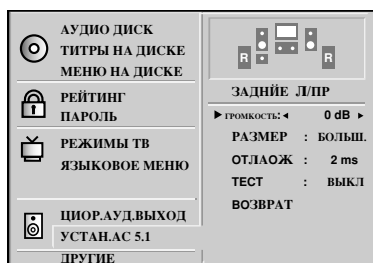 АУДИО ДИСК
ТИТРЫ НА ДИСКЕ
МЕНЮ НА ДИСКЕ
РЕЙТИНГ
ПАРОЛЬ
РЕЖИМЫ ТВ
ЯЗЫКОВОЕ МЕНЮ
ЦИОР.АУД.ВЫХОД
УСТАН.АС 5.1
ДРУГИЕ
R R
ЗАДНЙЕ Л/ПР
ГРОМКОСТЬ: 0 dB
РАЗМЕР : БОЛЬШ.
ОТЛАОЖ : 2 ms
ТЕСТ : ВЫКЛ
ВОЗВРАТ